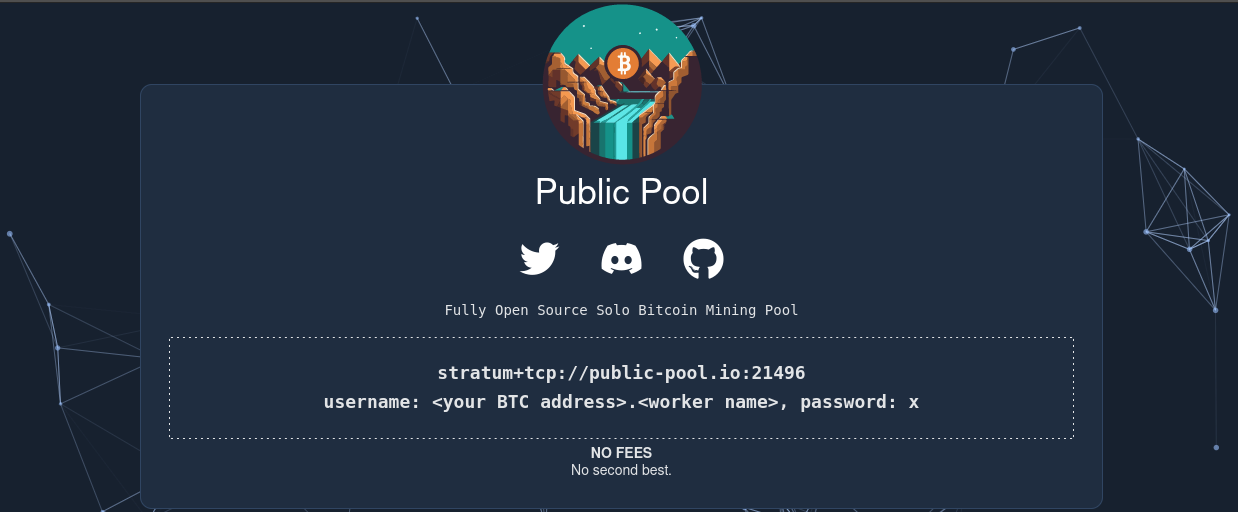 Public Pool
Fully Open Source Solo Bitcoin Mining Pool
stratum+tcp://public-pool.io:21496
username: <your BTC address>.<worker name>, password: x
NO FEES
No second best.